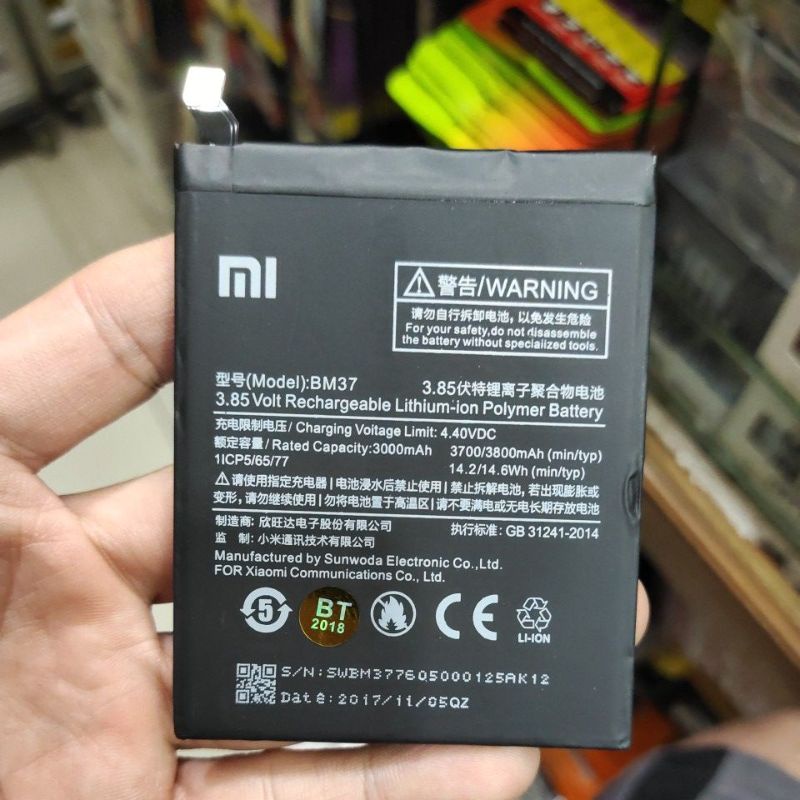 mi
警告/WARNING
请勿自行拆卸电池，以免发生危险
For your safety,do not disassemble
the battery without specialized tools.
型号(Model):BM37
3.85伏特锂离子聚合物电池
3.85 Volt Rechargeable Lithium-ion Polymer Battery
充电限制电压/ Charging Voltage Limit: 4.40VDC
额定容量/ Rated Capacity:3000mAh 3700/3800mAh (min/typ)
1ICP5/65/77 14.2/14.6Wh (min/typ)
请使用指定充电器|电池浸水后禁止使用|禁止拆解电池，若出现膨胀或
变形，请勿继续使用|勿将电池置于高温区|请不要满电或无电长期存放电池
制造商: 欣旺达电子股份有限公司 执行标准: GB 31241-2014
监 制: 小米通讯技术有限公司
Manufactured by Sunwoda Electronic Co.,Ltd.
FOR Xiaomi Communications Co., Ltd.
5
BT
2018
CE
LI-ION
S/N:SWBM377605000125AK12
Date:2017/11/05QZ